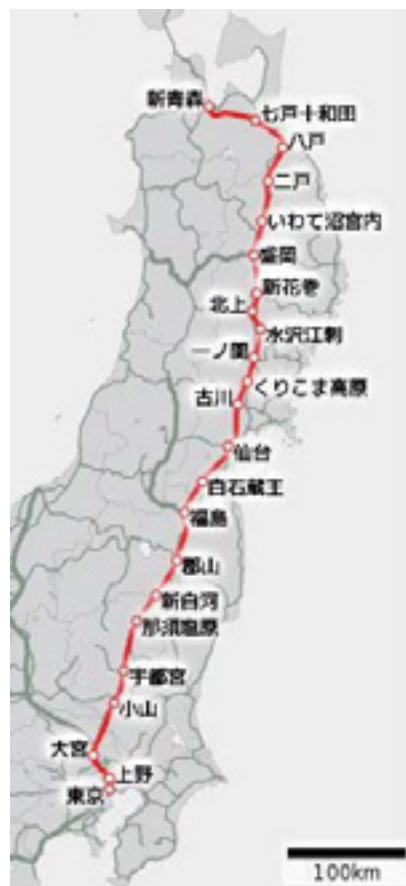 新青森
七戸十和田
八戸
二戸
いわて沼宮内
盛岡
新花巻
北上
水沢江刺
一ノ関
くりこま高原
古川
仙台
白石蔵王
福島
郡山
新白河
那須塩原
宇都宮
小山
大宮
上野
東京
100km